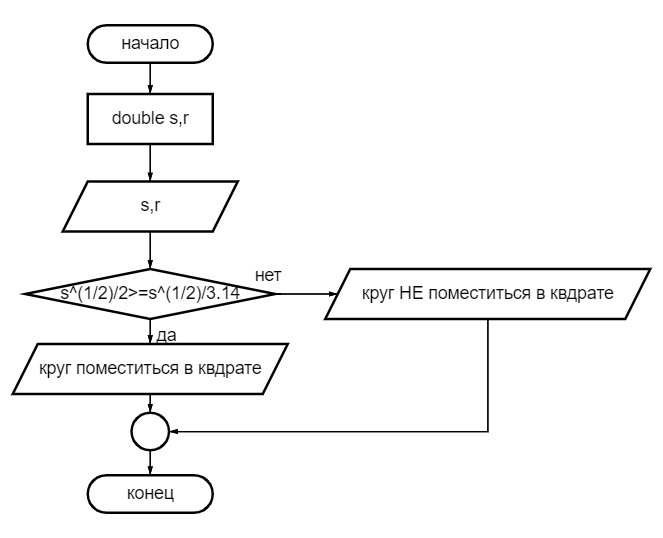 начало
double s,r
s,r
s^(1/2)/2>=s^(1/2)/3.14
нет
круг НЕ поместиться в квдрате
да
круг поместиться в квдрате
конец